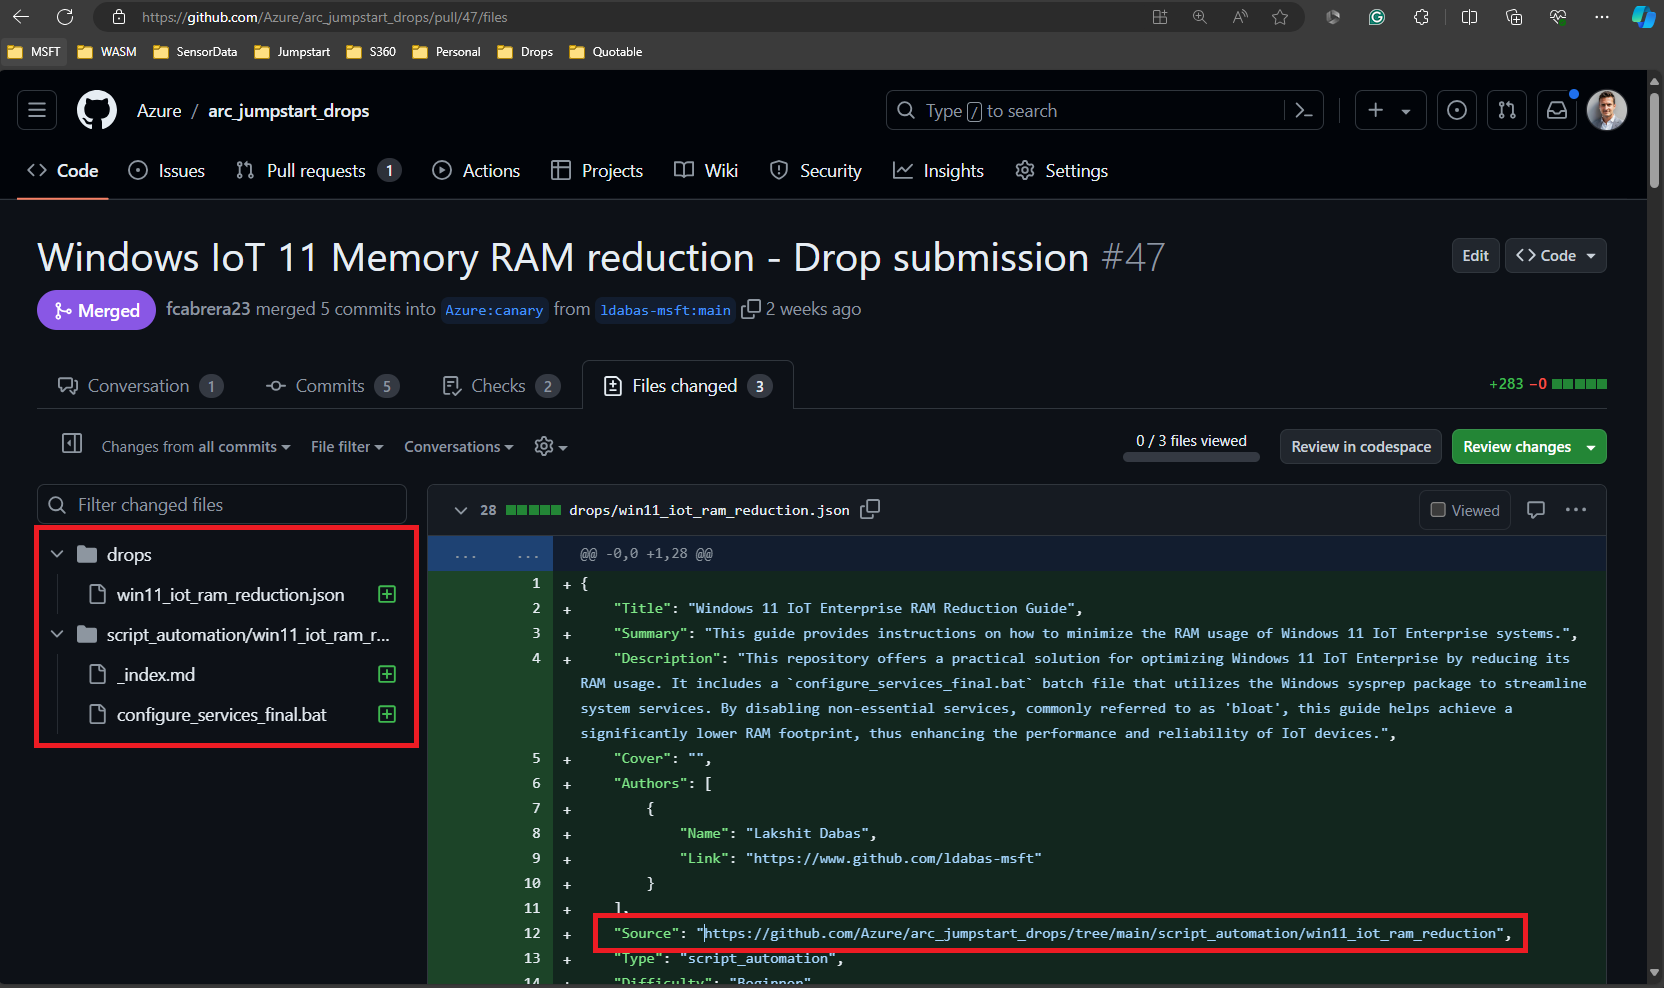 https://github.com/Azure/arc_jumpstart_drops/pull/47/files
MSFT WASM SensorData Jumpstart S360 Personal Drops Quotable
Azure / arc_jumpstart_drops
Type / to search
Code Issues Pull requests 1 Actions Projects Wiki Security Insights Settings
Windows IoT 11 Memory RAM reduction - Drop submission #47
Edit <> Code
Merged fcabrera23 merged 5 commits into Azure:canary from ldabas-msft:main 2 weeks ago
Conversation 1 Commits 5 Checks 2 Files changed 3
+283 −0
Changes from all commits File filter Conversations
0 / 3 files viewed
Review in codespace Review changes
Filter changed files
drops
win11_iot_ram_reduction.json
script_automation/win11_iot_ram_r...
_index.md
configure_services_final.bat
28 drops/win11_iot_ram_reduction.json
Viewed
... ... @@ -0,0 +1,28 @@
1 + {
2 + "Title": "Windows 11 IoT Enterprise RAM Reduction Guide",
3 + "Summary": "This guide provides instructions on how to minimize the RAM usage of Windows 11 IoT Enterprise systems.",
4 + "Description": "This repository offers a practical solution for optimizing Windows 11 IoT Enterprise by reducing its
RAM usage. It includes a `configure_services_final.bat` batch file that utilizes the Windows sysprep package to streamline
system services. By disabling non-essential services, commonly referred to as 'bloat', this guide helps achieve a
significantly lower RAM footprint, thus enhancing the performance and reliability of IoT devices.",
5 + "Cover": "",
6 + "Authors": [
7 + {
8 + "Name": "Lakshit Dabas",
9 + "Link": "https://www.github.com/ldabas-msft"
10 + }
11 + ],
12 + "Source": "https://github.com/Azure/arc_jumpstart_drops/tree/main/script_automation/win11_iot_ram_reduction",
13 + "Type": "script_automation",
14 + "Difficulty": "Beginner",